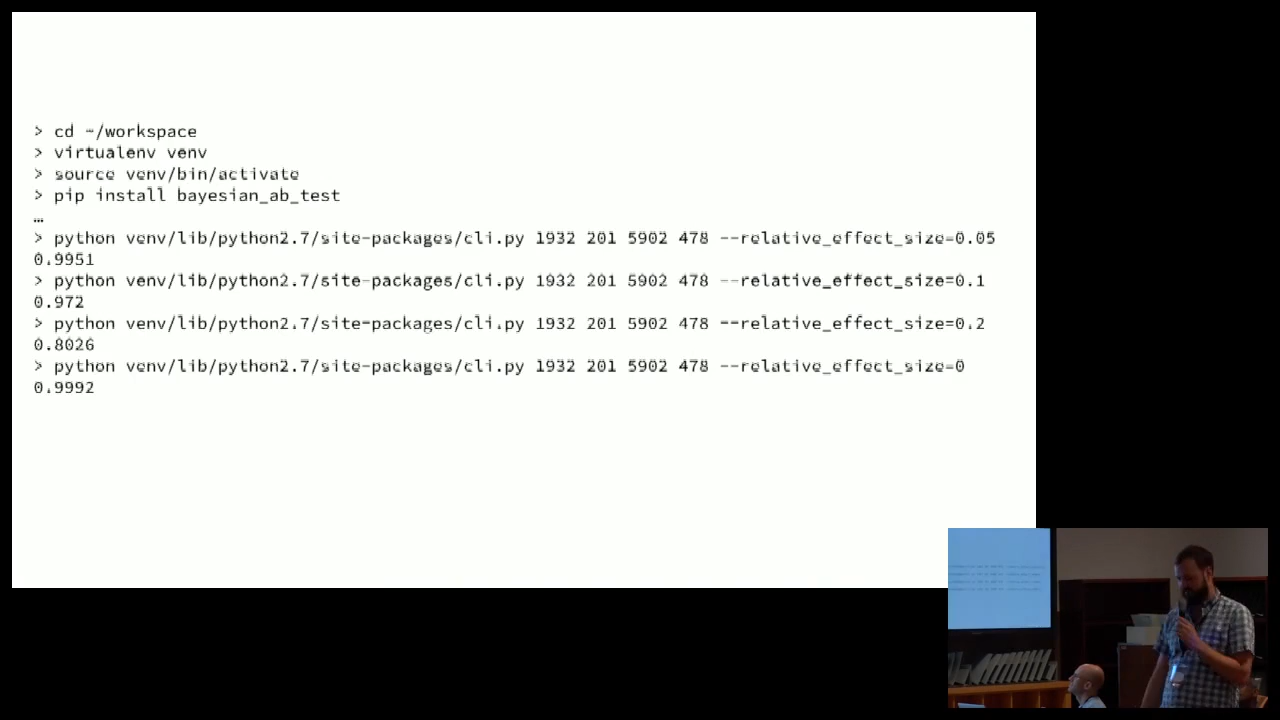 > cd ~/workspace
> virtualenv venv
> source venv/bin/activate
> pip install bayesian_ab_test
…
> python venv/lib/python2.7/site-packages/cli.py 1932 201 5902 478 --relative_effect_size=0.05
0.9951
> python venv/lib/python2.7/site-packages/cli.py 1932 201 5902 478 --relative_effect_size=0.1
0.972
> python venv/lib/python2.7/site-packages/cli.py 1932 201 5902 478 --relative_effect_size=0.2
0.8026
> python venv/lib/python2.7/site-packages/cli.py 1932 201 5902 478 --relative_effect_size=0
0.9992